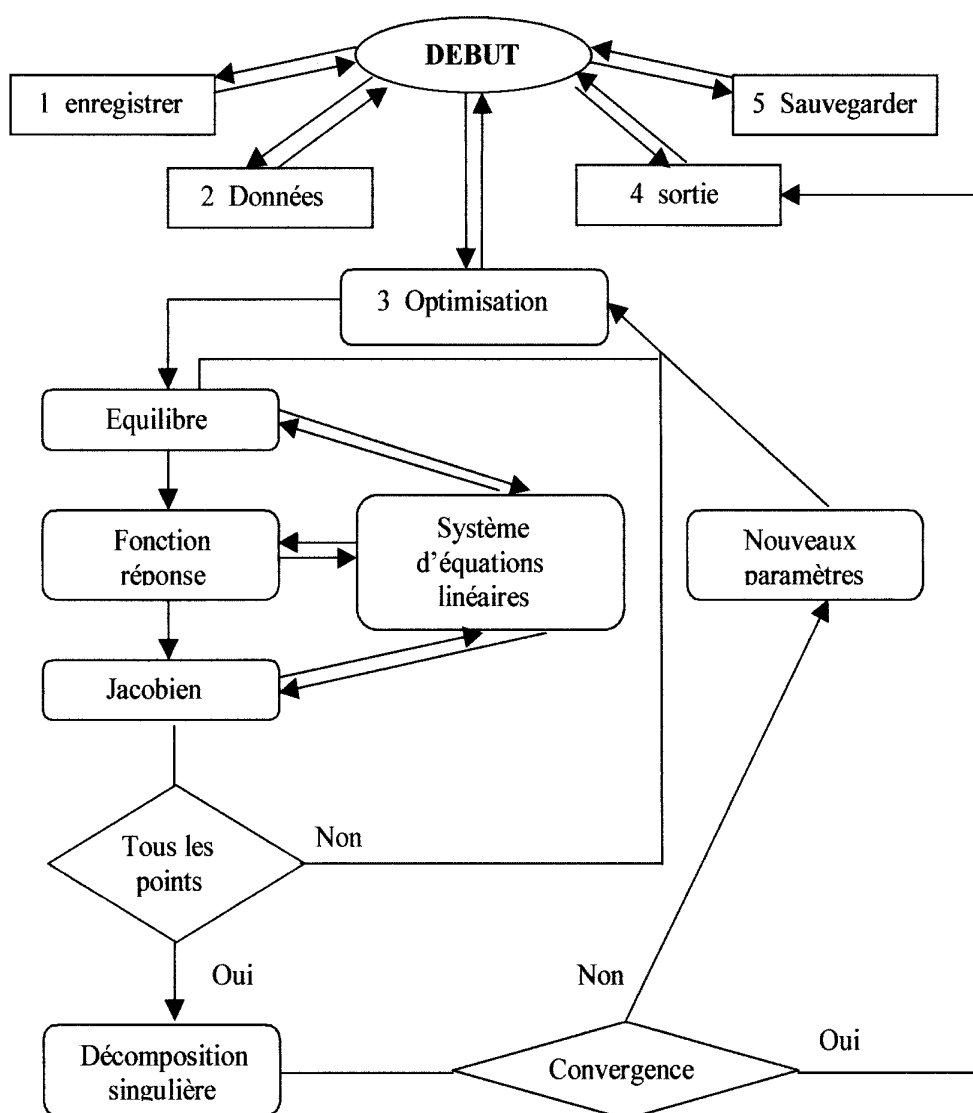 DEBUT
1 enregistrer
5 Sauvegarder
2 Données
4 sortie
3 Optimisation
Equilibre
Fonction
réponse
Système
d'équations
linéaires
Nouveaux
paramètres
Jacobien
Tous les
points
Non
Oui
Non
Décomposition
singulière
Convergence
Oui